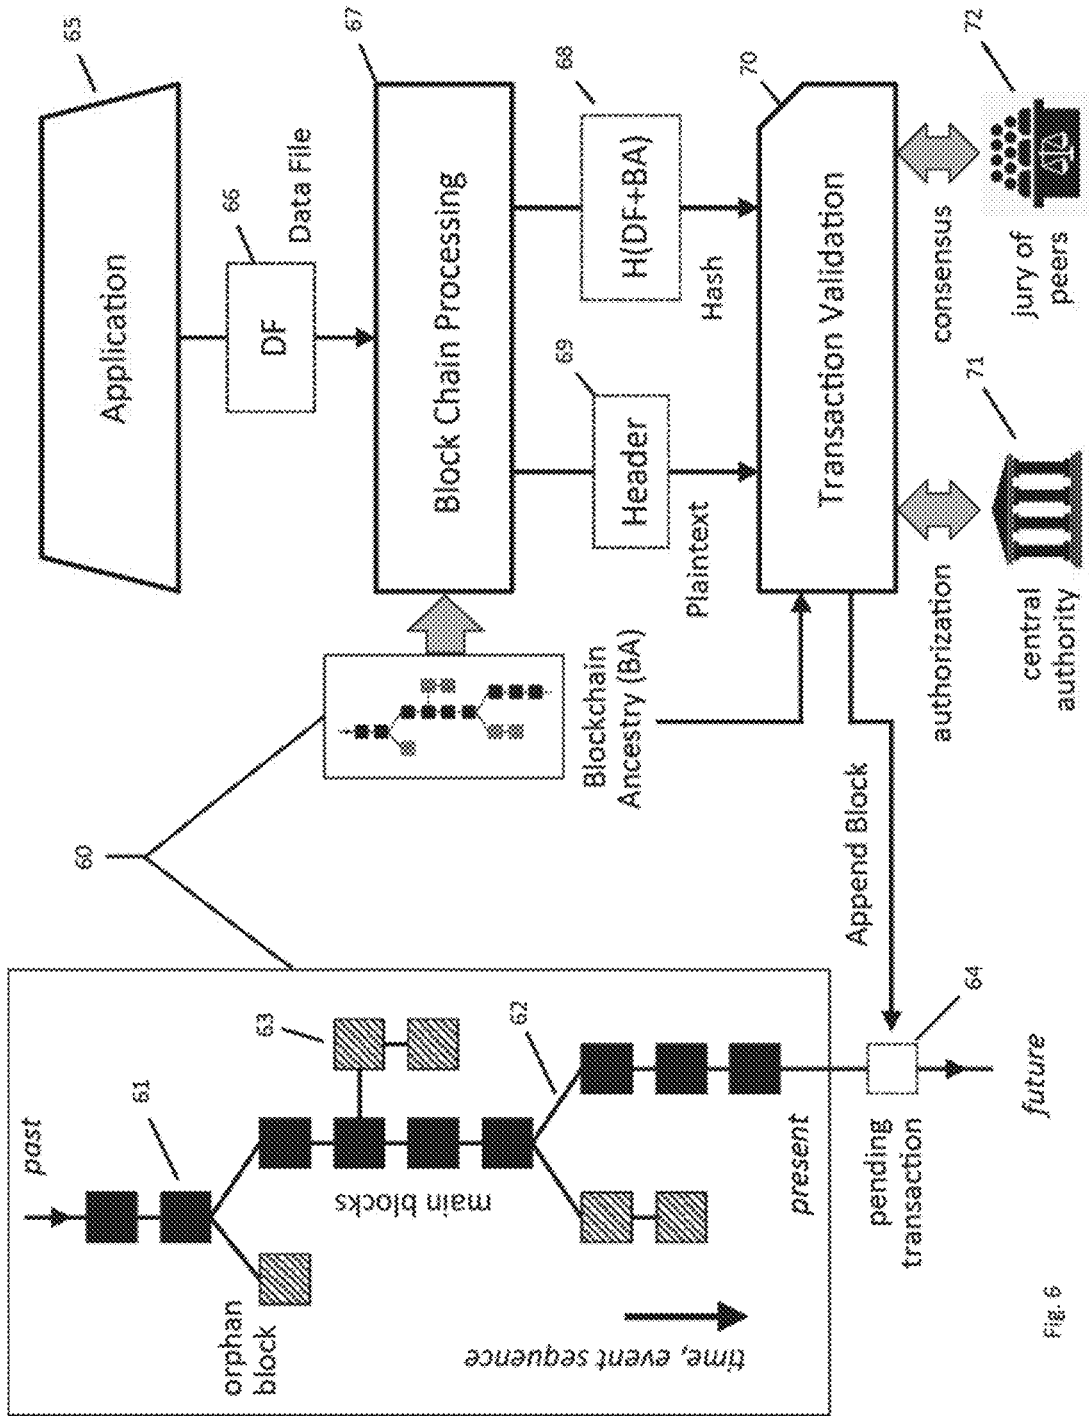 past
61
orphan
block
main blocks
63
62
time, event sequence
present
pending
transaction
64
future
60
Blockchain
Ancestry (BA)
Append Block
Application
65
DF
66
Data File
Block Chain Processing
67
Header
69
Plaintext
H(DF+BA)
68
Hash
Transaction Validation
70
authorization
consensus
central
authority
71
jury of
peers
72
Fig. 6